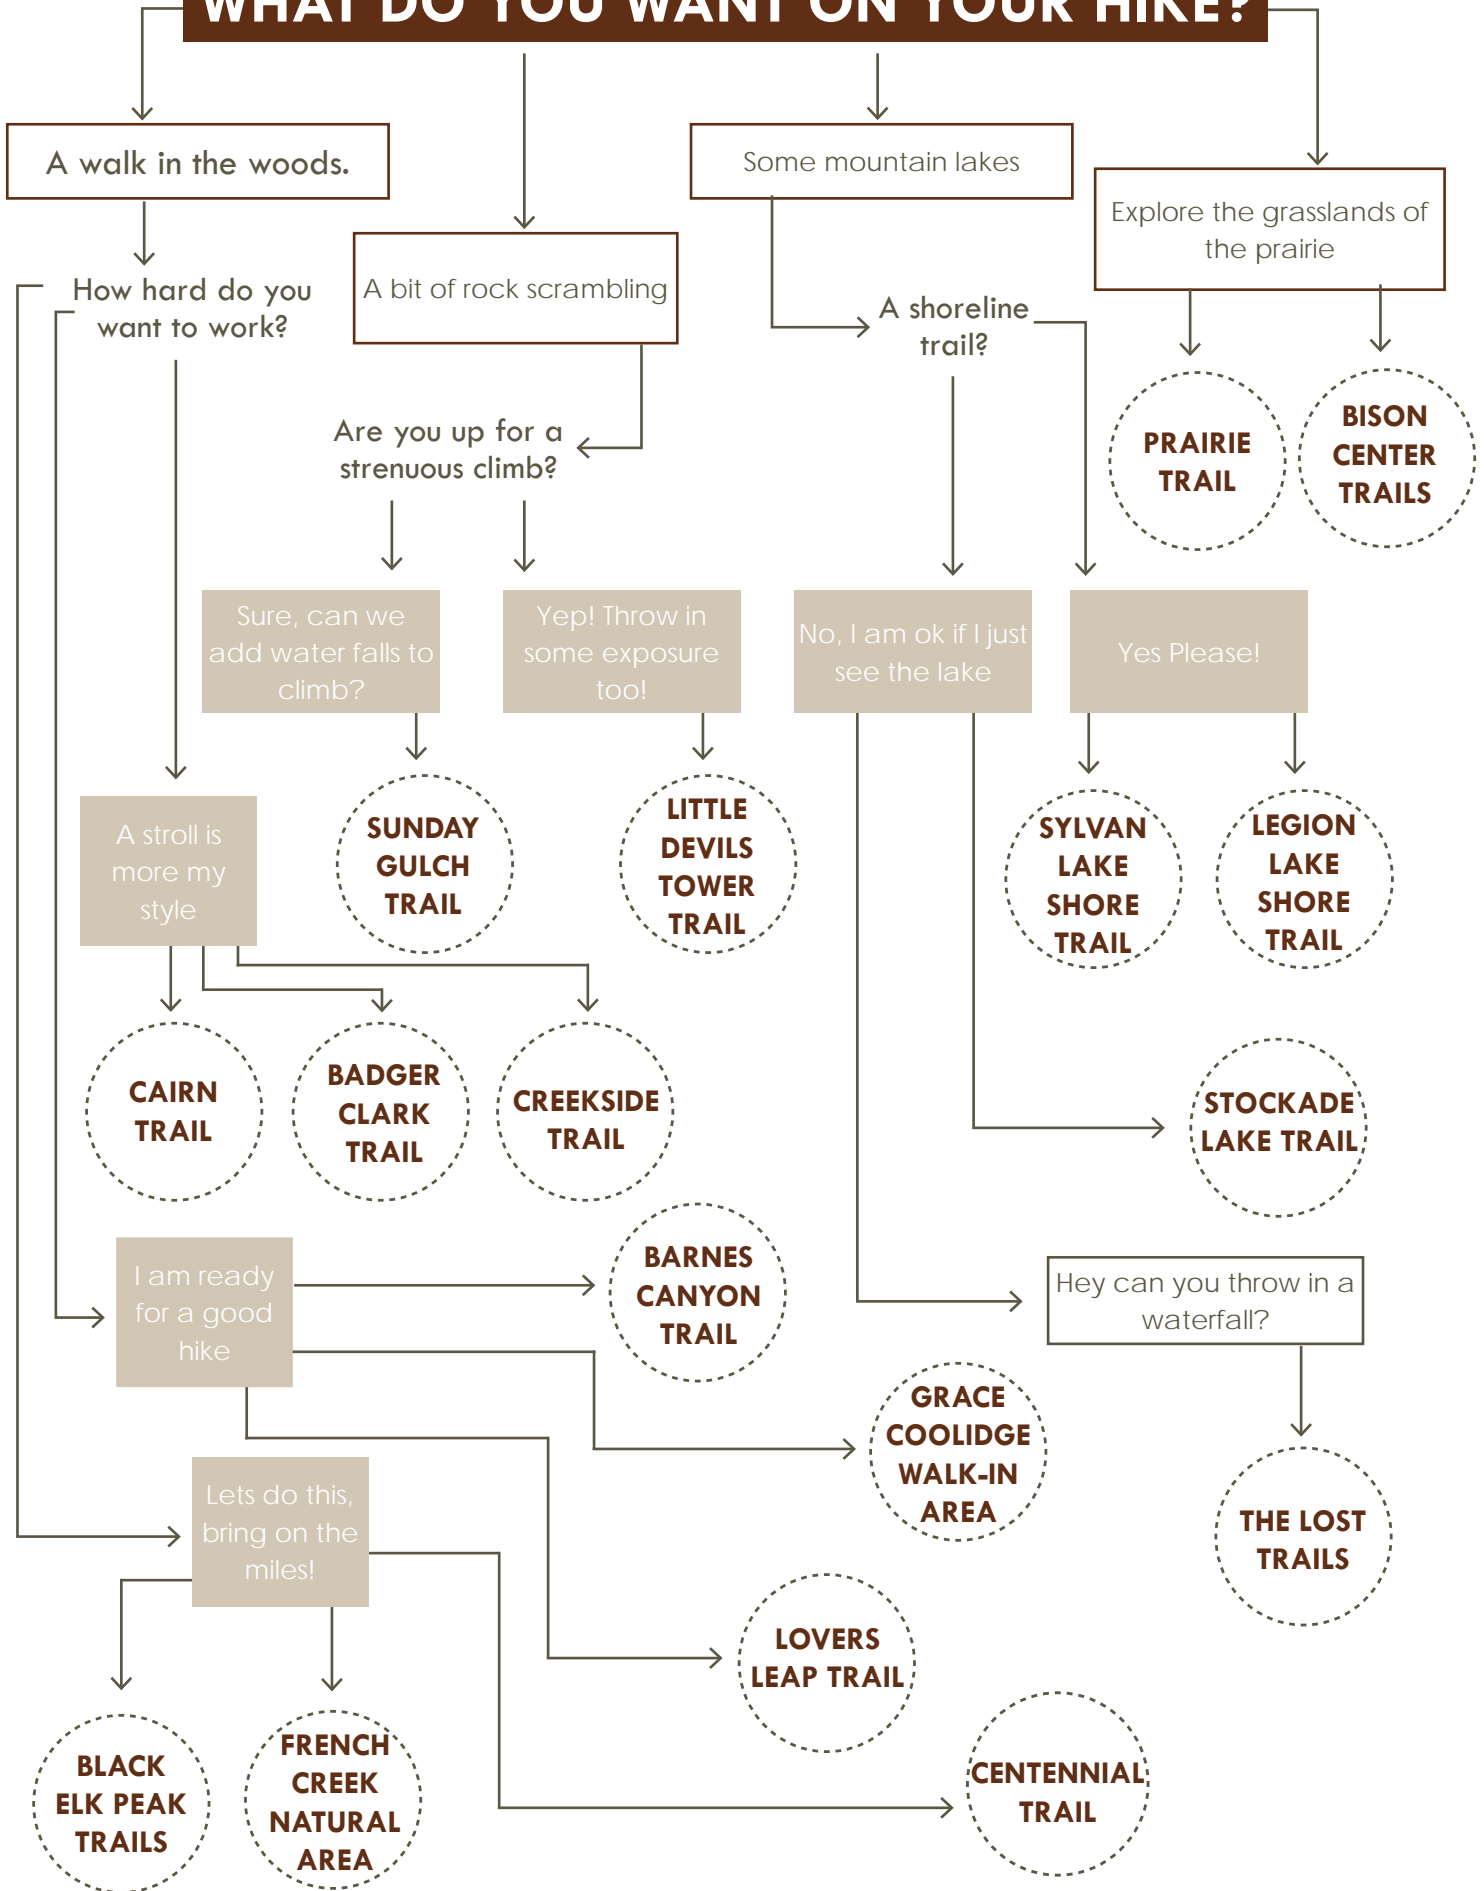 WHAT DO YOU WANT ON YOUR HIKE?
A walk in the woods.
Some mountain lakes
Explore the grasslands of
the prairie
How hard do you
want to work?
A bit of rock scrambling
A shoreline
trail?
Are you up for a
strenuous climb?
PRAIRIE
TRAIL
BISON
CENTER
TRAILS
Sure, can we
add water falls to
climb?
Yep! Throw in
some exposure
too!
No, I am ok if I just
see the lake
Yes Please!
A stroll is
more my
style
SUNDAY
GULCH
TRAIL
LITTLE
DEVILS
TOWER
TRAIL
SYLVAN
LAKE
SHORE
TRAIL
LEGION
LAKE
SHORE
TRAIL
CAIRN
TRAIL
BADGER
CLARK
TRAIL
CREEKSIDE
TRAIL
STOCKADE
LAKE TRAIL
I am ready
for a good
hike
BARNES
CANYON
TRAIL
Hey can you throw in a
waterfall?
GRACE
COOLIDGE
WALK-IN
AREA
Lets do this,
bring on the
miles!
THE LOST
TRAILS
LOVERS
LEAP TRAIL
BLACK
ELK PEAK
TRAILS
FRENCH
CREEK
NATURAL
AREA
CENTENNIAL
TRAIL